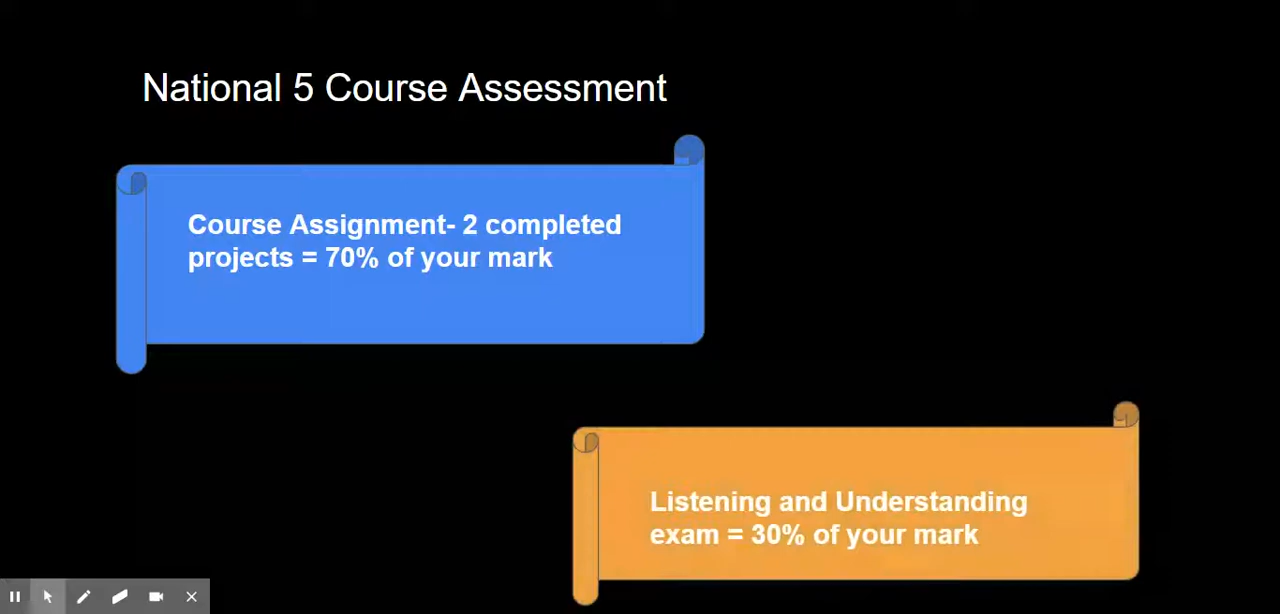 National 5 Course Assessment
Course Assignment- 2 completed
projects = 70% of your mark
Listening and Understanding
exam = 30% of your mark